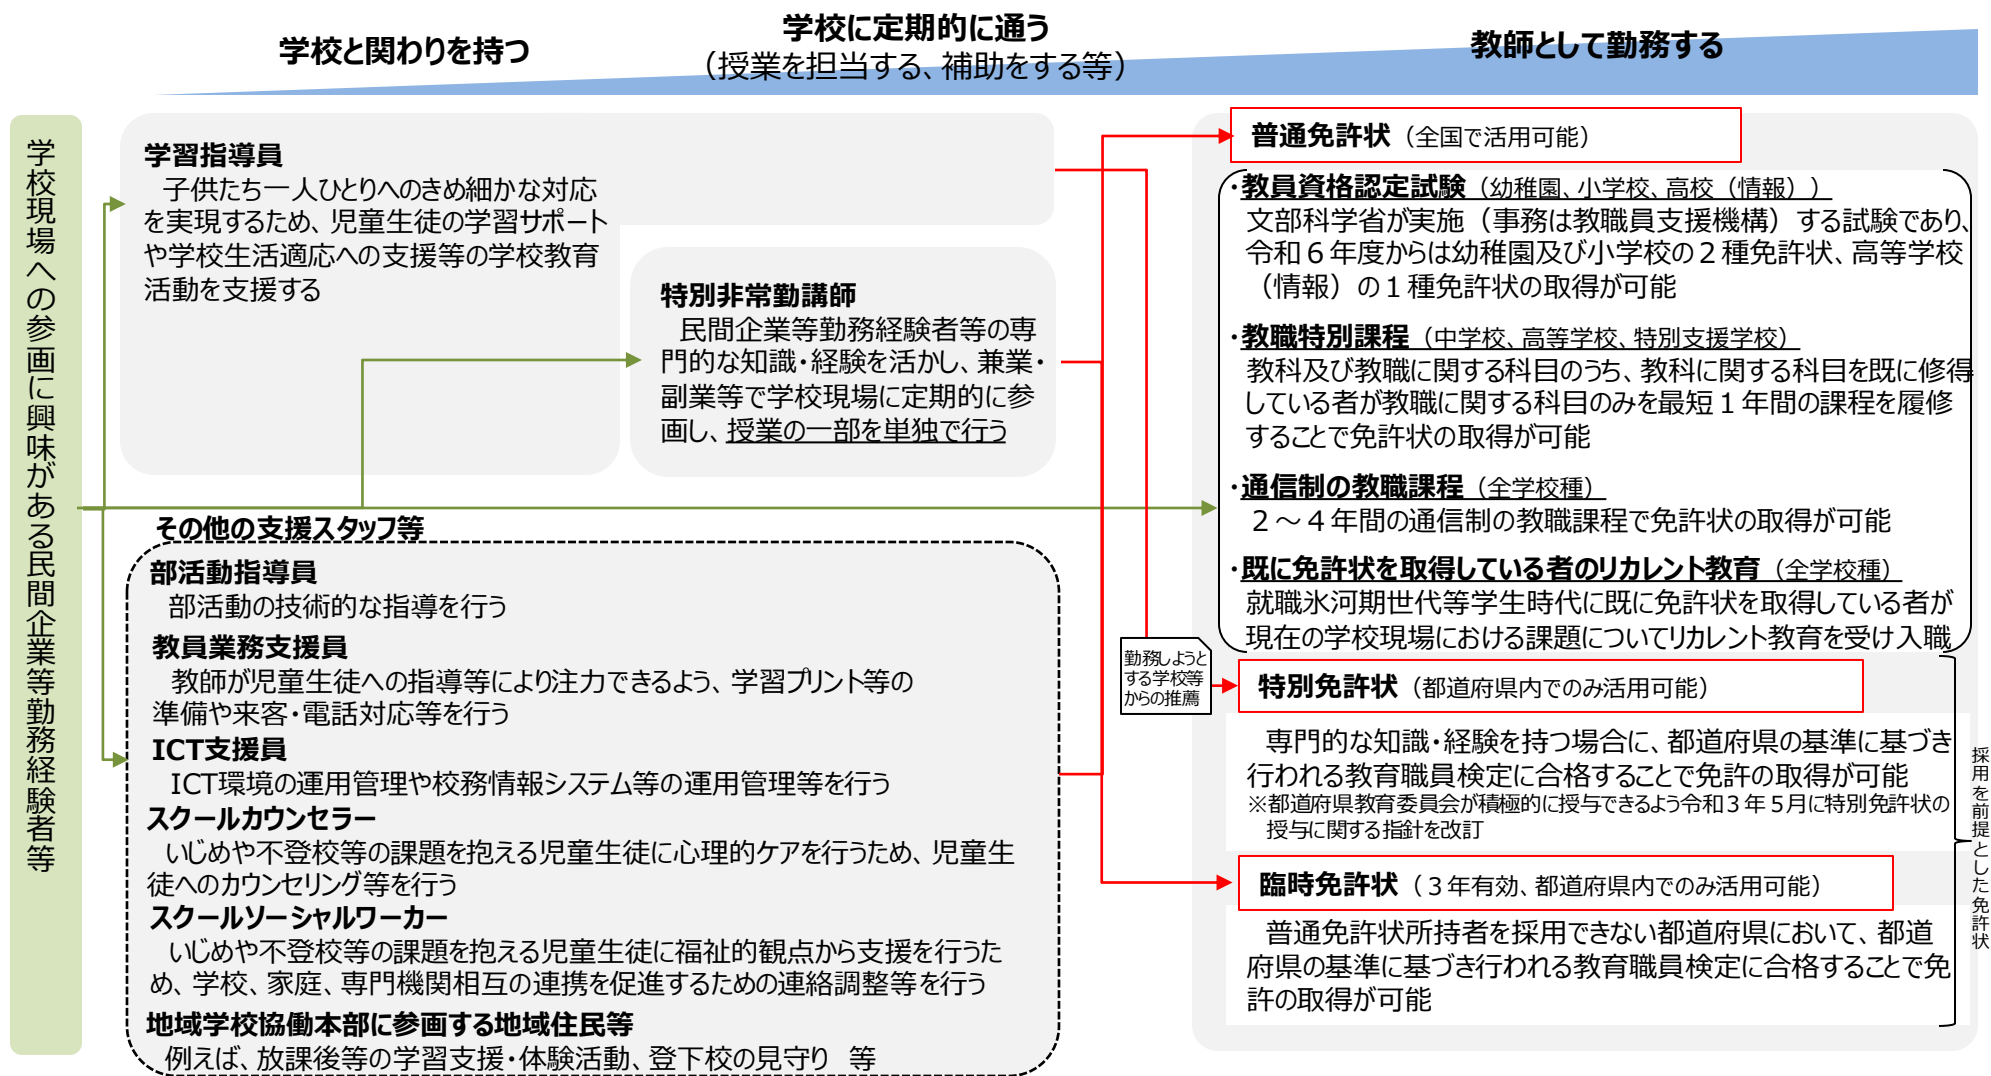 学校と関わりを持つ
学校に定期的に通う
（授業を担当する、補助をする等）
教師として勤務する
学校現場への参画に興味がある民間企業等勤務経験者等
学習指導員
子供たち一人ひとりへのきめ細かな対応
を実現するため、児童生徒の学習サポート
や学校生活適応への支援等の学校教育
活動を支援する
特別非常勤講師
民間企業等勤務経験者等の専
門的な知識・経験を活かし、兼業・
副業等で学校現場に定期的に参
画し、授業の一部を単独で行う
その他の支援スタッフ等
部活動指導員
部活動の技術的な指導を行う
教員業務支援員
教師が児童生徒への指導等により注力できるよう、学習プリント等の
準備や来客・電話対応等を行う
ICT支援員
ICT環境の運用管理や校務情報システム等の運用管理等を行う
スクールカウンセラー
いじめや不登校等の課題を抱える児童生徒に心理的ケアを行うため、児童生
徒へのカウンセリング等を行う
スクールソーシャルワーカー
いじめや不登校等の課題を抱える児童生徒に福祉的観点から支援を行うた
め、学校、家庭、専門機関相互の連携を促進するための連絡調整等を行う
地域学校協働本部に参画する地域住民等
例えば、放課後等の学習支援・体験活動、登下校の見守り 等
勤務しようと
する学校等
からの推薦
普通免許状（全国で活用可能）
・教員資格認定試験（幼稚園、小学校、高校（情報））
文部科学省が実施（事務は教職員支援機構）する試験であり、
令和６年度からは幼稚園及び小学校の２種免許状、高等学校
（情報）の１種免許状の取得が可能
・教職特別課程（中学校、高等学校、特別支援学校）
教科及び教職に関する科目のうち、教科に関する科目を既に修得
している者が教職に関する科目のみを最短１年間の課程を履修
することで免許状の取得が可能
・通信制の教職課程（全学校種）
２～４年間の通信制の教職課程で免許状の取得が可能
・既に免許状を取得している者のリカレント教育（全学校種）
就職氷河期世代等学生時代に既に免許状を取得している者が
現在の学校現場における課題についてリカレント教育を受け入職
特別免許状（都道府県内でのみ活用可能）
専門的な知識・経験を持つ場合に、都道府県の基準に基づき
行われる教育職員検定に合格することで免許の取得が可能
※都道府県教育委員会が積極的に授与できるよう令和３年５月に特別免許状の
授与に関する指針を改訂
臨時免許状（３年有効、都道府県内でのみ活用可能）
普通免許状所持者を採用できない都道府県において、都道
府県の基準に基づき行われる教育職員検定に合格することで免
許の取得が可能
採用を前提とした免許状